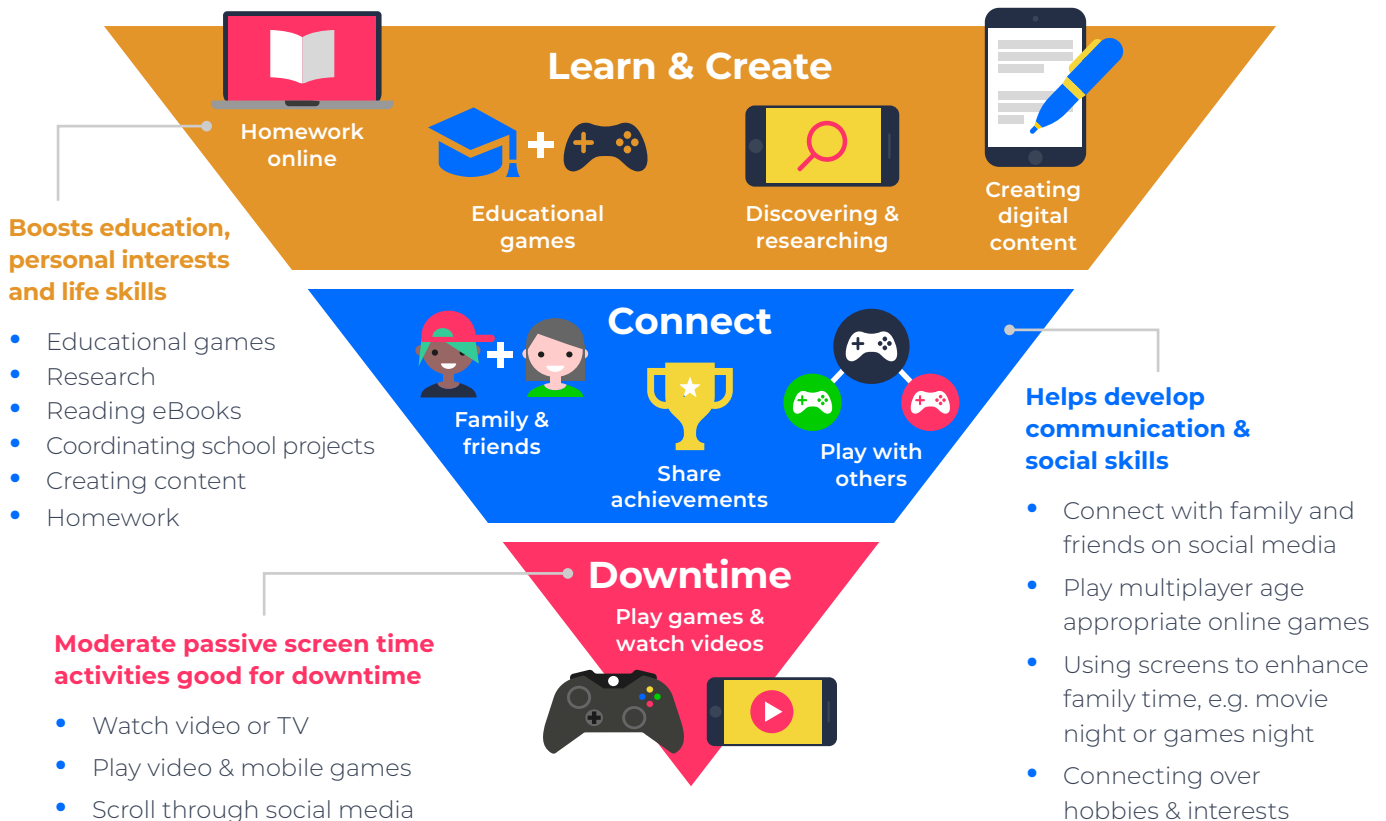 Learn & Create
Homework
online
Educational
games
Discovering &
researching
Creating
digital
content
Boosts education,
personal interests
and life skills
• Educational games
• Research
• Reading eBooks
• Coordinating school projects
• Creating content
• Homework
Connect
Family &
friends
Share
achievements
Play with
others
Helps develop
communication &
social skills
• Connect with family and
friends on social media
• Play multiplayer age
appropriate online games
• Using screens to enhance
family time, e.g. movie
night or games night
• Connecting over
hobbies & interests
Downtime
Play games &
watch videos
Moderate passive screen time
activities good for downtime
• Watch video or TV
• Play video & mobile games
• Scroll through social media